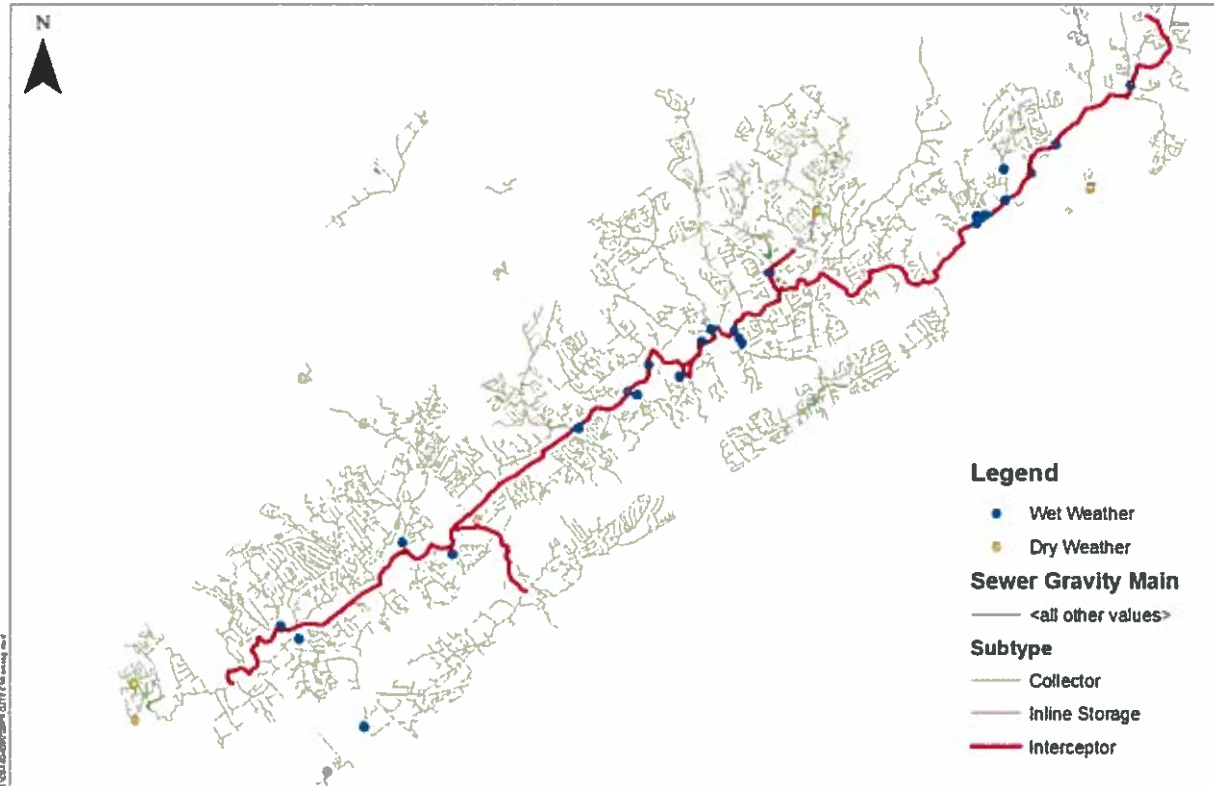 N
Legend
Wet Weather
Dry Weather
Sewer Gravity Main
<all other values>
Subtype
Collector
Inline Storage
Interceptor